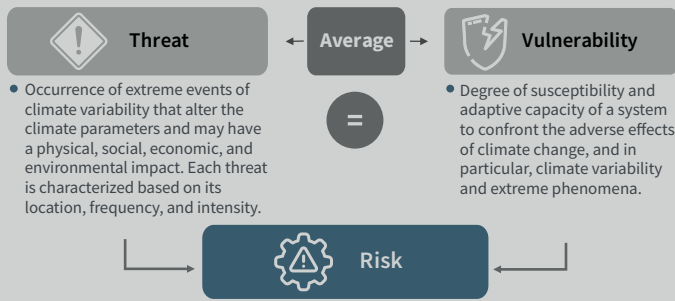 Threat
Average
Vulnerability
• Occurrence of extreme events of
climate variability that alter the
climate parameters and may have
a physical, social, economic, and
environmental impact. Each threat
is characterized based on its
location, frequency, and intensity.
=
• Degree of susceptibility and
adaptive capacity of a system
to confront the adverse effects
of climate change, and in
particular, climate variability
and extreme phenomena.
Risk